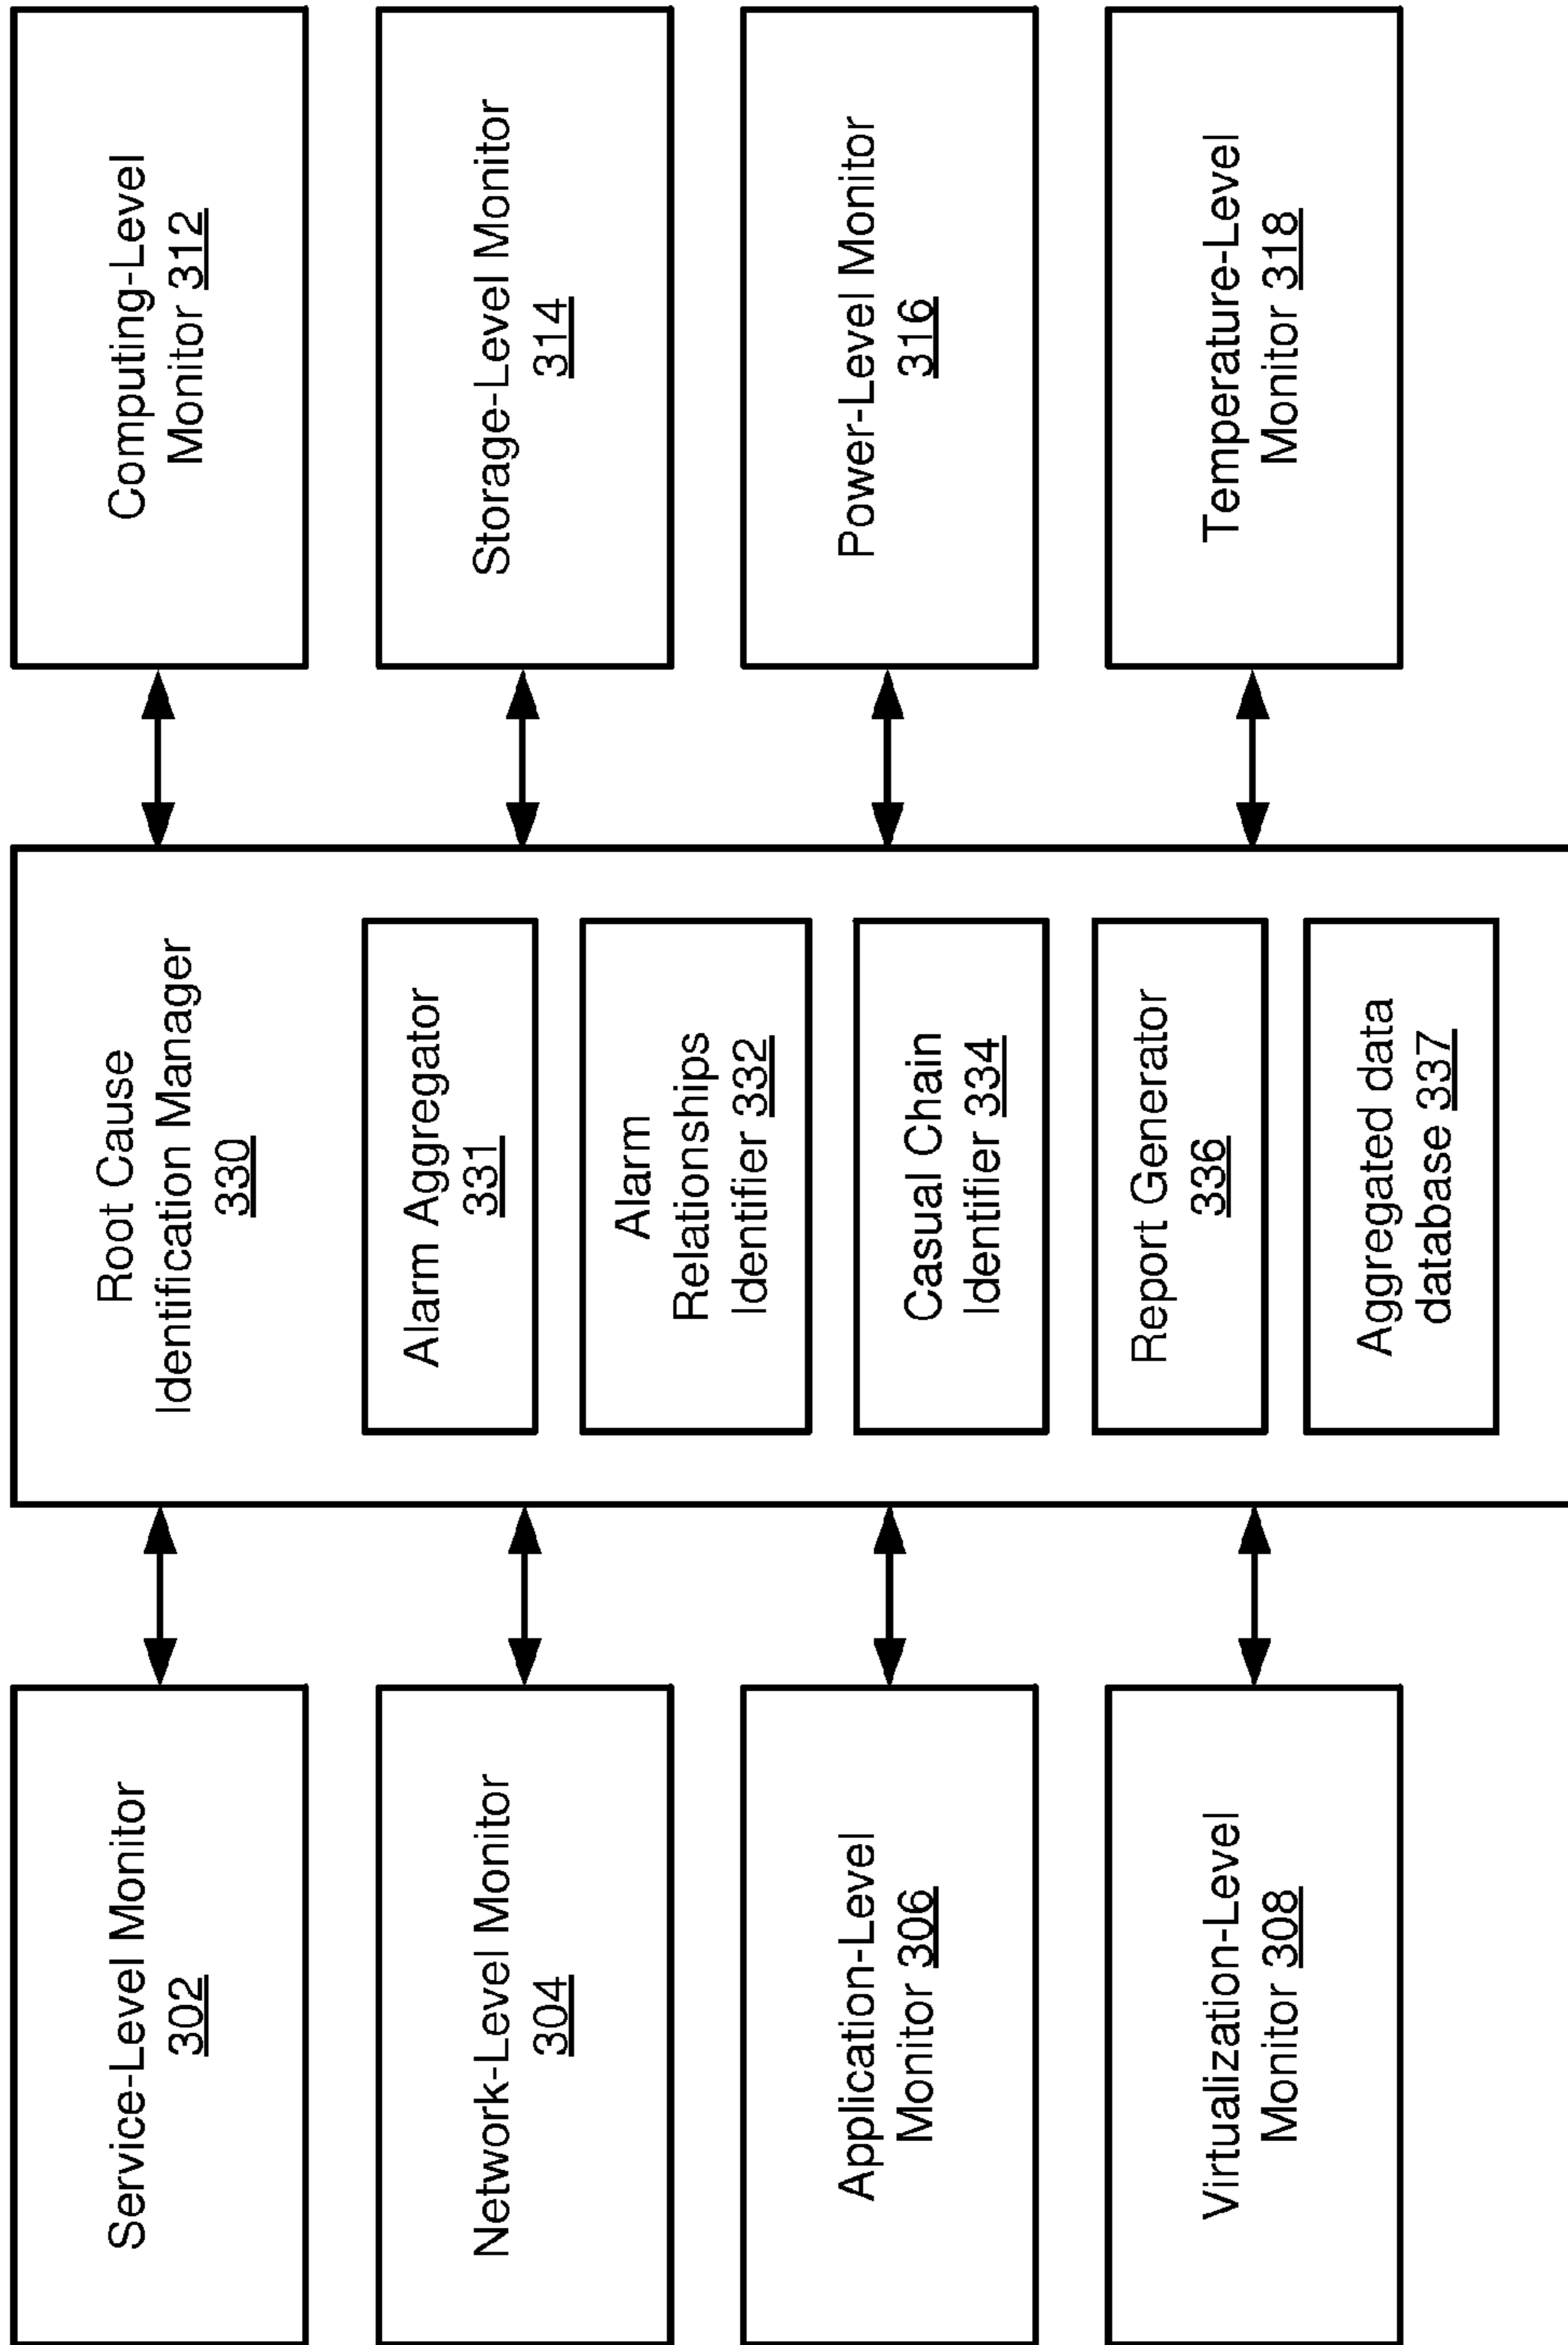 Service-Level Monitor
302
Network-Level Monitor
304
Application-Level
Monitor 306
Virtualization-Level
Monitor 308
Root Cause
Identification Manager
330
Alarm Aggregator
331
Alarm
Relationships
Identifier 332
Casual Chain
Identifier 334
Report Generator
336
Aggregated data
database 337
Computing-Level
Monitor 312
Storage-Level Monitor
314
Power-Level Monitor
316
Temperature-Level
Monitor 318